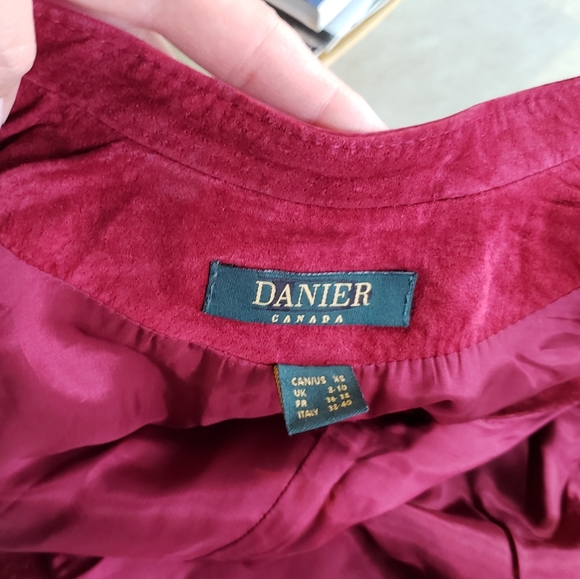 DANIER
CANADA
CAN/US XS
UK 8-10
FR 36-38
ITALY 38-40